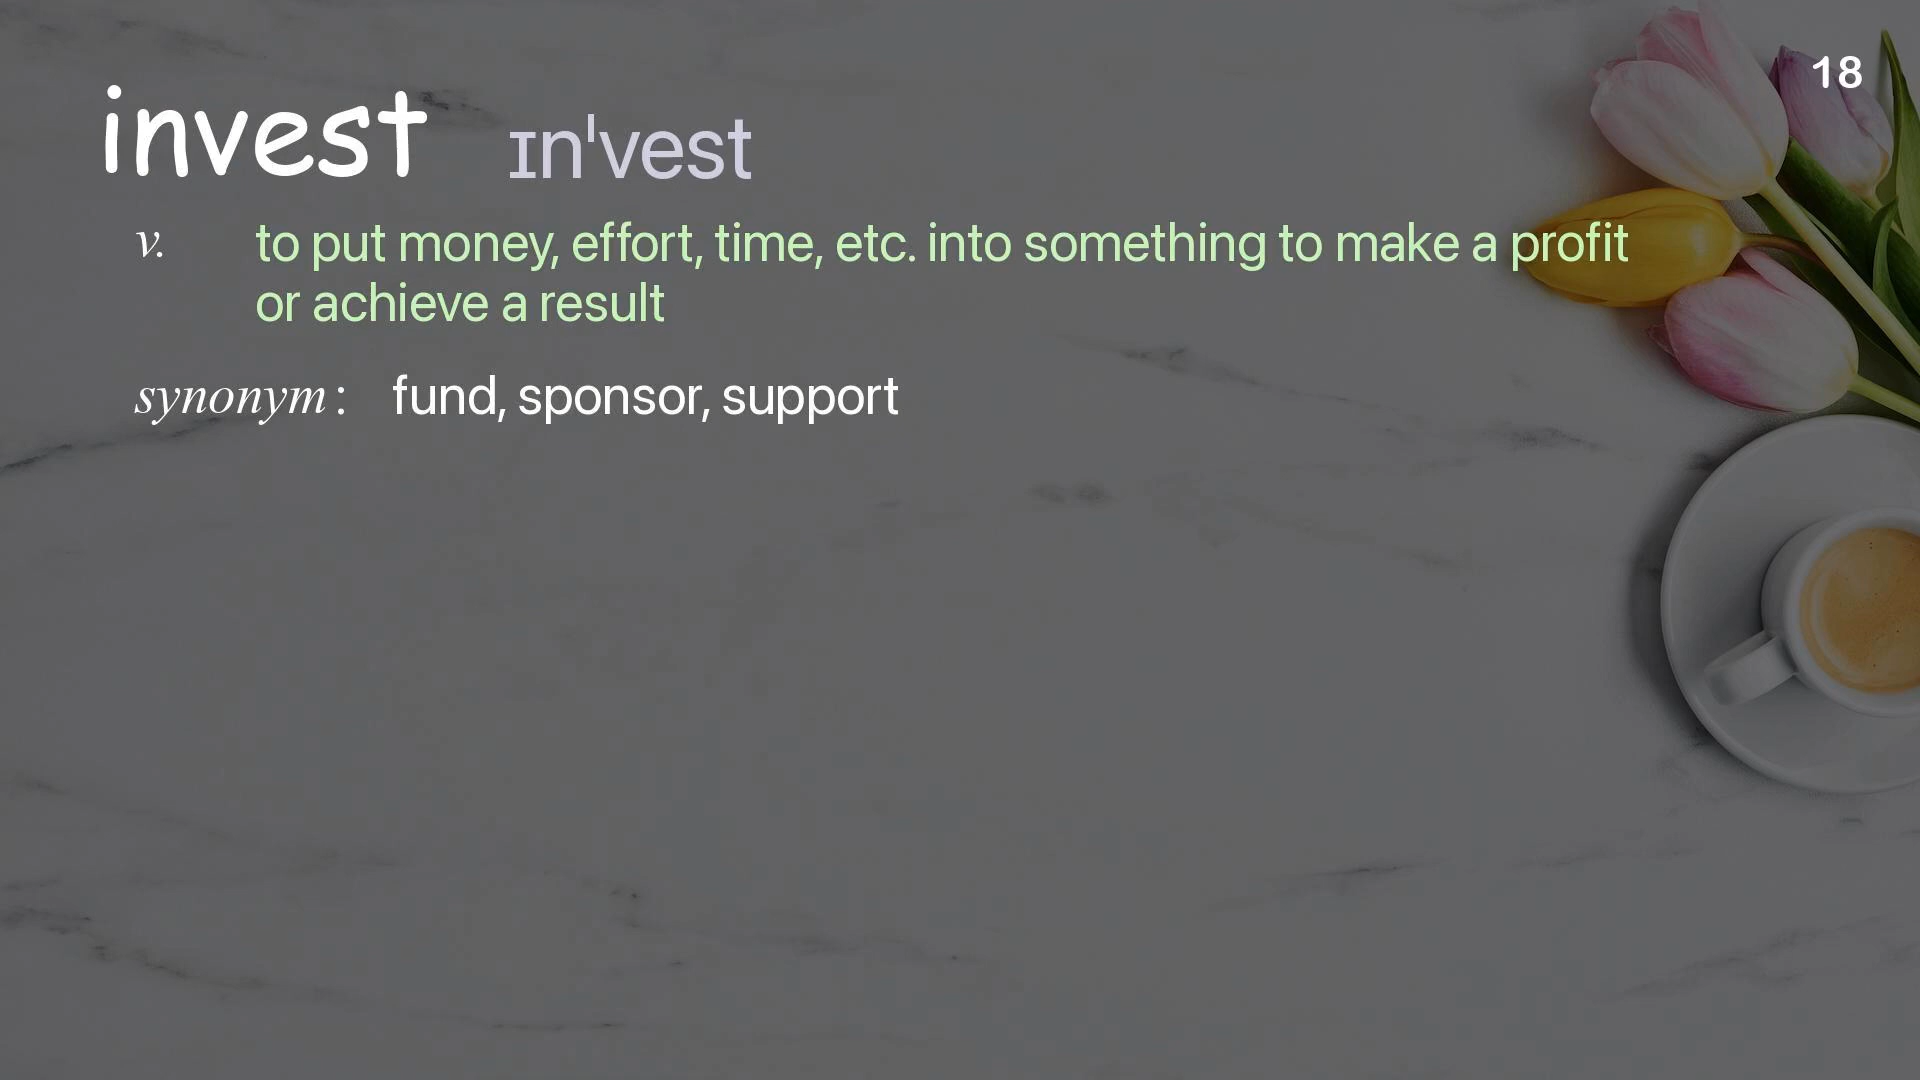 18
invest ɪnˈvest
v. to put money, effort, time, etc. into something to make a profit
or achieve a result
synonym : fund, sponsor, support